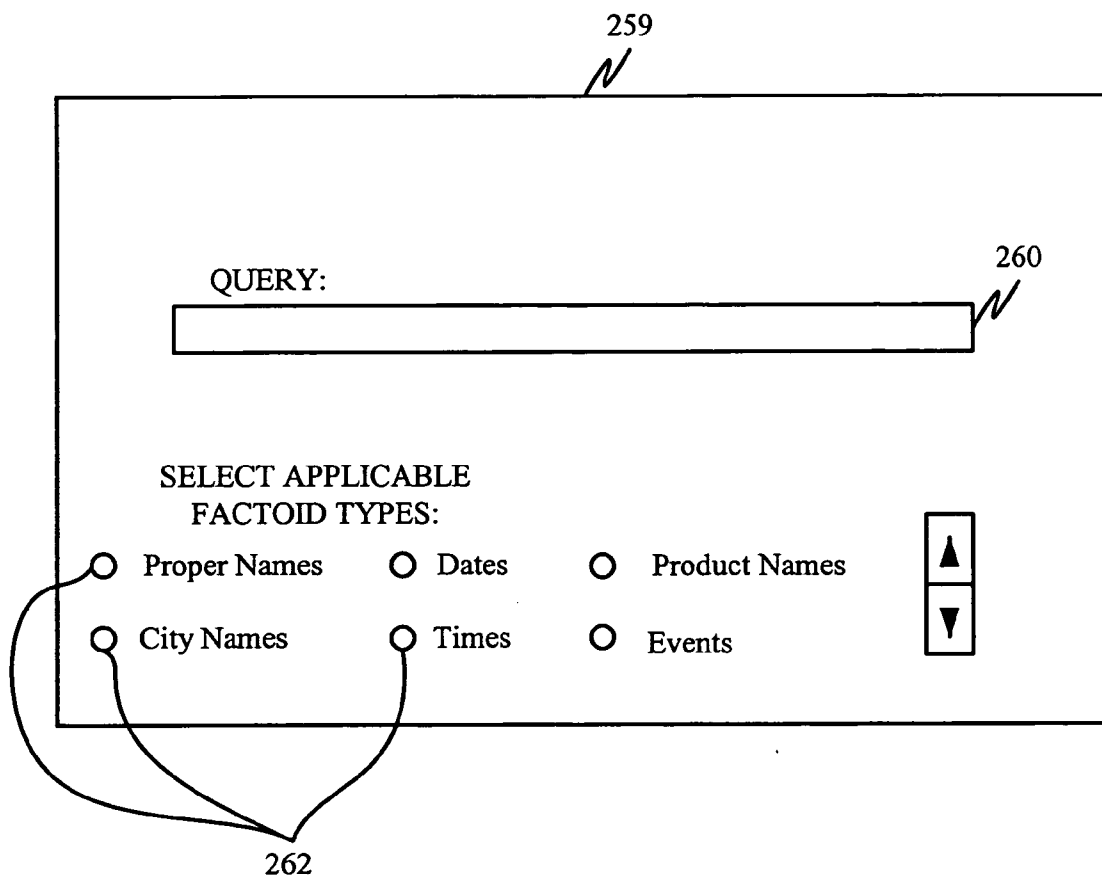 259
260
QUERY:
SELECT APPLICABLE
FACTOID TYPES:
Proper Names Dates Product Names
City Names Times Events
262